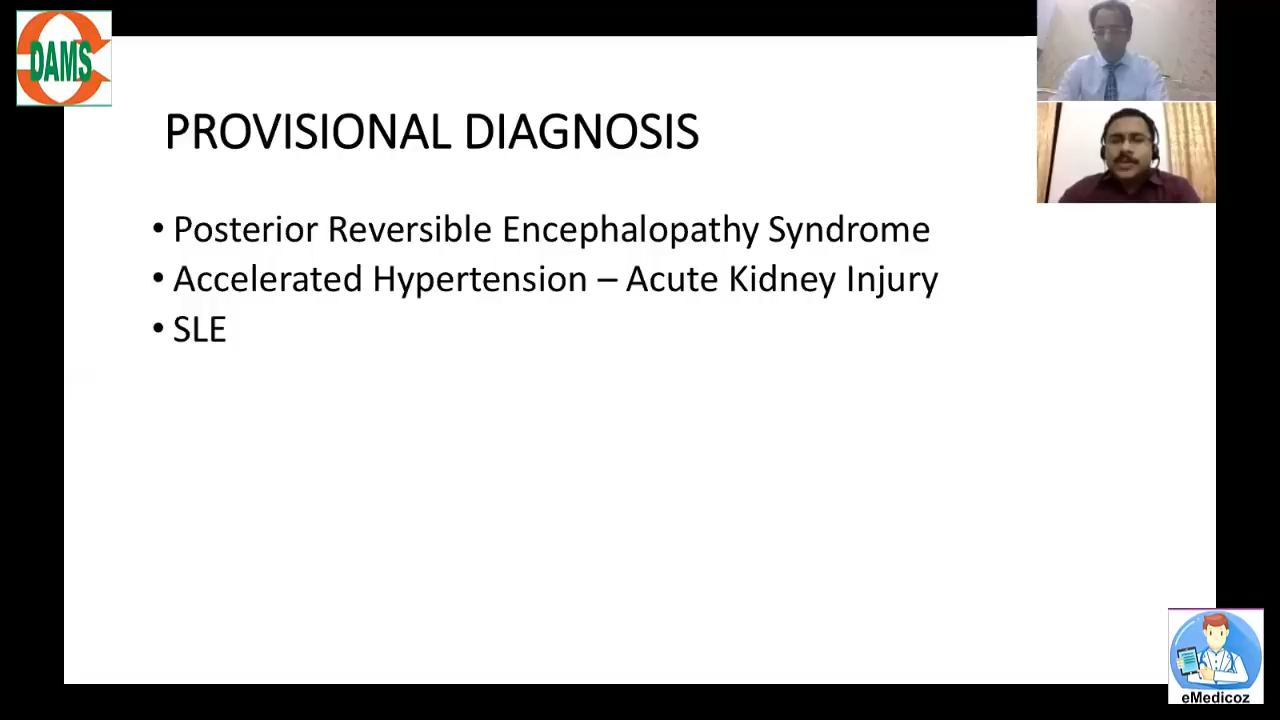 DAMS
PROVISIONAL DIAGNOSIS
• Posterior Reversible Encephalopathy Syndrome
• Accelerated Hypertension – Acute Kidney Injury
• SLE
eMedicoz